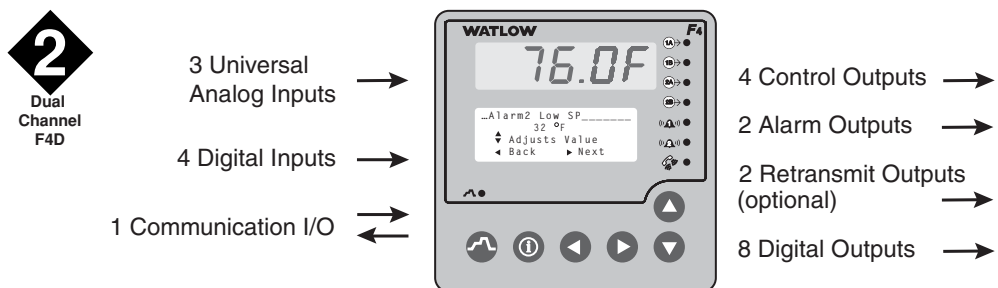 2
Dual
Channel
F4D
3 Universal
Analog Inputs
4 Digital Inputs
1 Communication I/O
WATLOW
F4
76.0F
1A
1B
2A
2B
…Alarm2 Low SP_______
32 °F
Adjusts Value
Back Next
4 Control Outputs
2 Alarm Outputs
2 Retransmit Outputs
(optional)
8 Digital Outputs